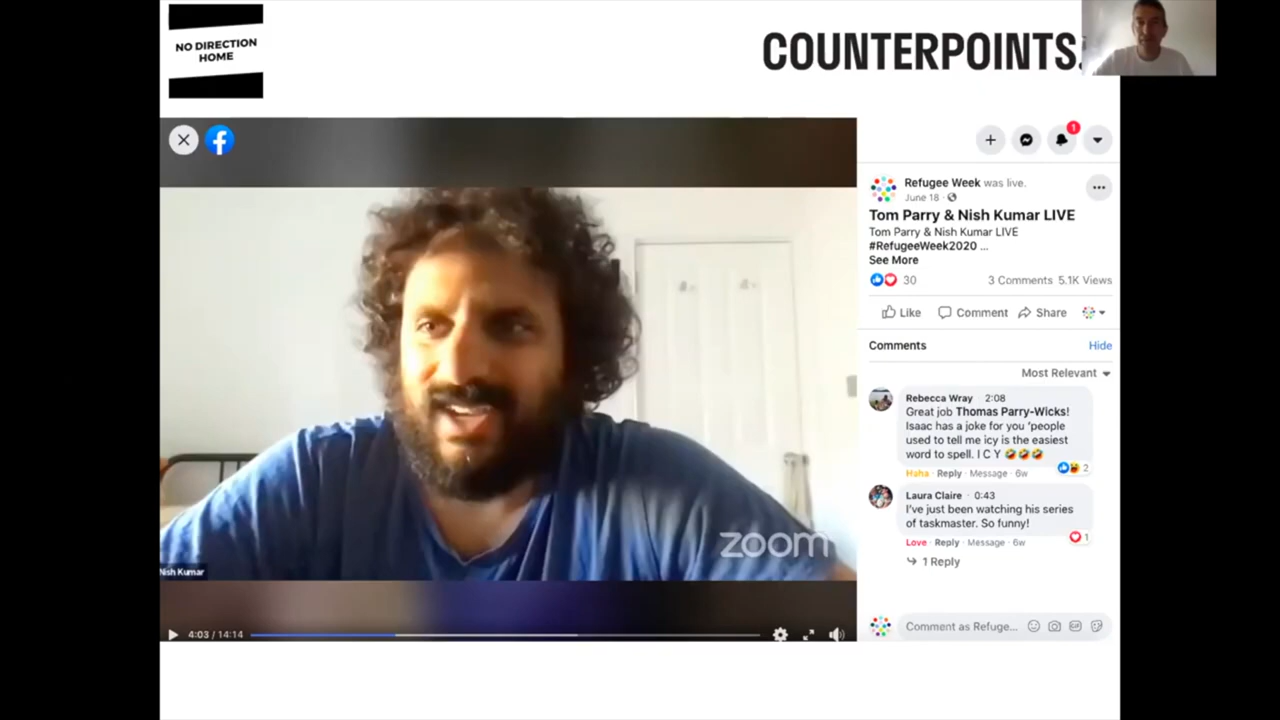 NO DIRECTION
HOME
COUNTERPOINTS.
Refugee Week was live.
June 18 ·
Tom Parry & Nish Kumar LIVE
Tom Parry & Nish Kumar LIVE
#RefugeeWeek2020 ...
See More
30
3 Comments 5.1K Views
Like Comment Share
Comments Hide
Most Relevant
Rebecca Wray 2:08
Great job Thomas Parry-Wicks!
Isaac has a joke for you 'people
used to tell me icy is the easiest
word to spell. I C Y 🤣🤣🤣
Haha · Reply · Message · 6w
2
Laura Claire · 0:43
I've just been watching his series
of taskmaster. So funny!
Love · Reply · Message · 6w
1
1 Reply
Comment as Refuge...
GIF
1
zoom
Nish Kumar
4:03 / 14:14